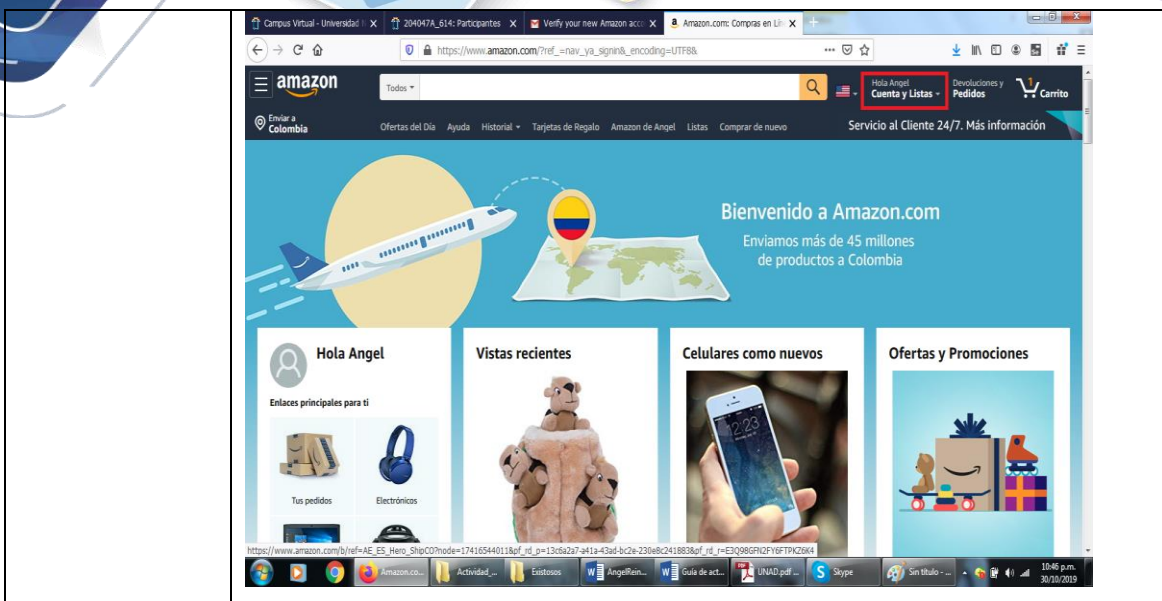 Campus Virtual - Universidad N
204047A_614: Participantes
Verify your new Amazon acco
Amazon.com: Compras en Lín
https://www.amazon.com/?ref_=nav_ya_signin&_encoding=UTF8&
amazon
Todos
Hola Angel
Cuenta y Listas
Devoluciones y
Pedidos
1
Carrito
Enviar a
Colombia
Ofertas del Día Ayuda Historial Tarjetas de Regalo Amazon de Angel Listas Comprar de nuevo
Servicio al Cliente 24/7. Más información
Bienvenido a Amazon.com
Enviamos más de 45 millones
de productos a Colombia
Hola Angel
Enlaces principales para ti
Tus pedidos
Electrónicos
Vistas recientes
Celulares como nuevos
12:23
Ofertas y Promociones
https://www.amazon.com/b/ref=AE_ES_Hero_ShipCO?node=17416544011&pf_rd_p=13c6a2a7-a41a-43ad-bc2e-230e8c241883&pf_rd_r=E3Q98GFN2FY6FTPKZ6K4
Amazon.co...
Actividad_...
Existosos
AngelRein...
Guia de act...
UNAD.pdf ...
Skype
Sin título - ...
10:46 p.m.
30/10/2019